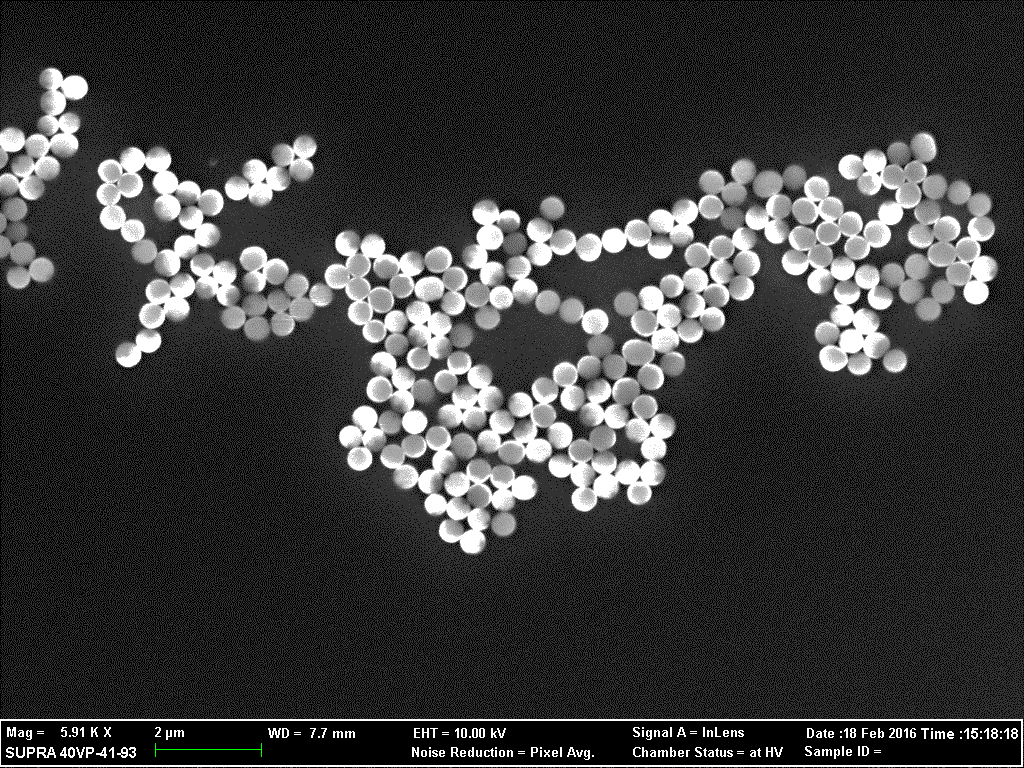 Mag = 5.91 K X 2 µm WD = 7.7 mm EHT = 10.00 kV Signal A = InLens Date :18 Feb 2016 Time :15:18:18
SUPRA 40VP-41-93 Noise Reduction = Pixel Avg. Chamber Status = at HV Sample ID =